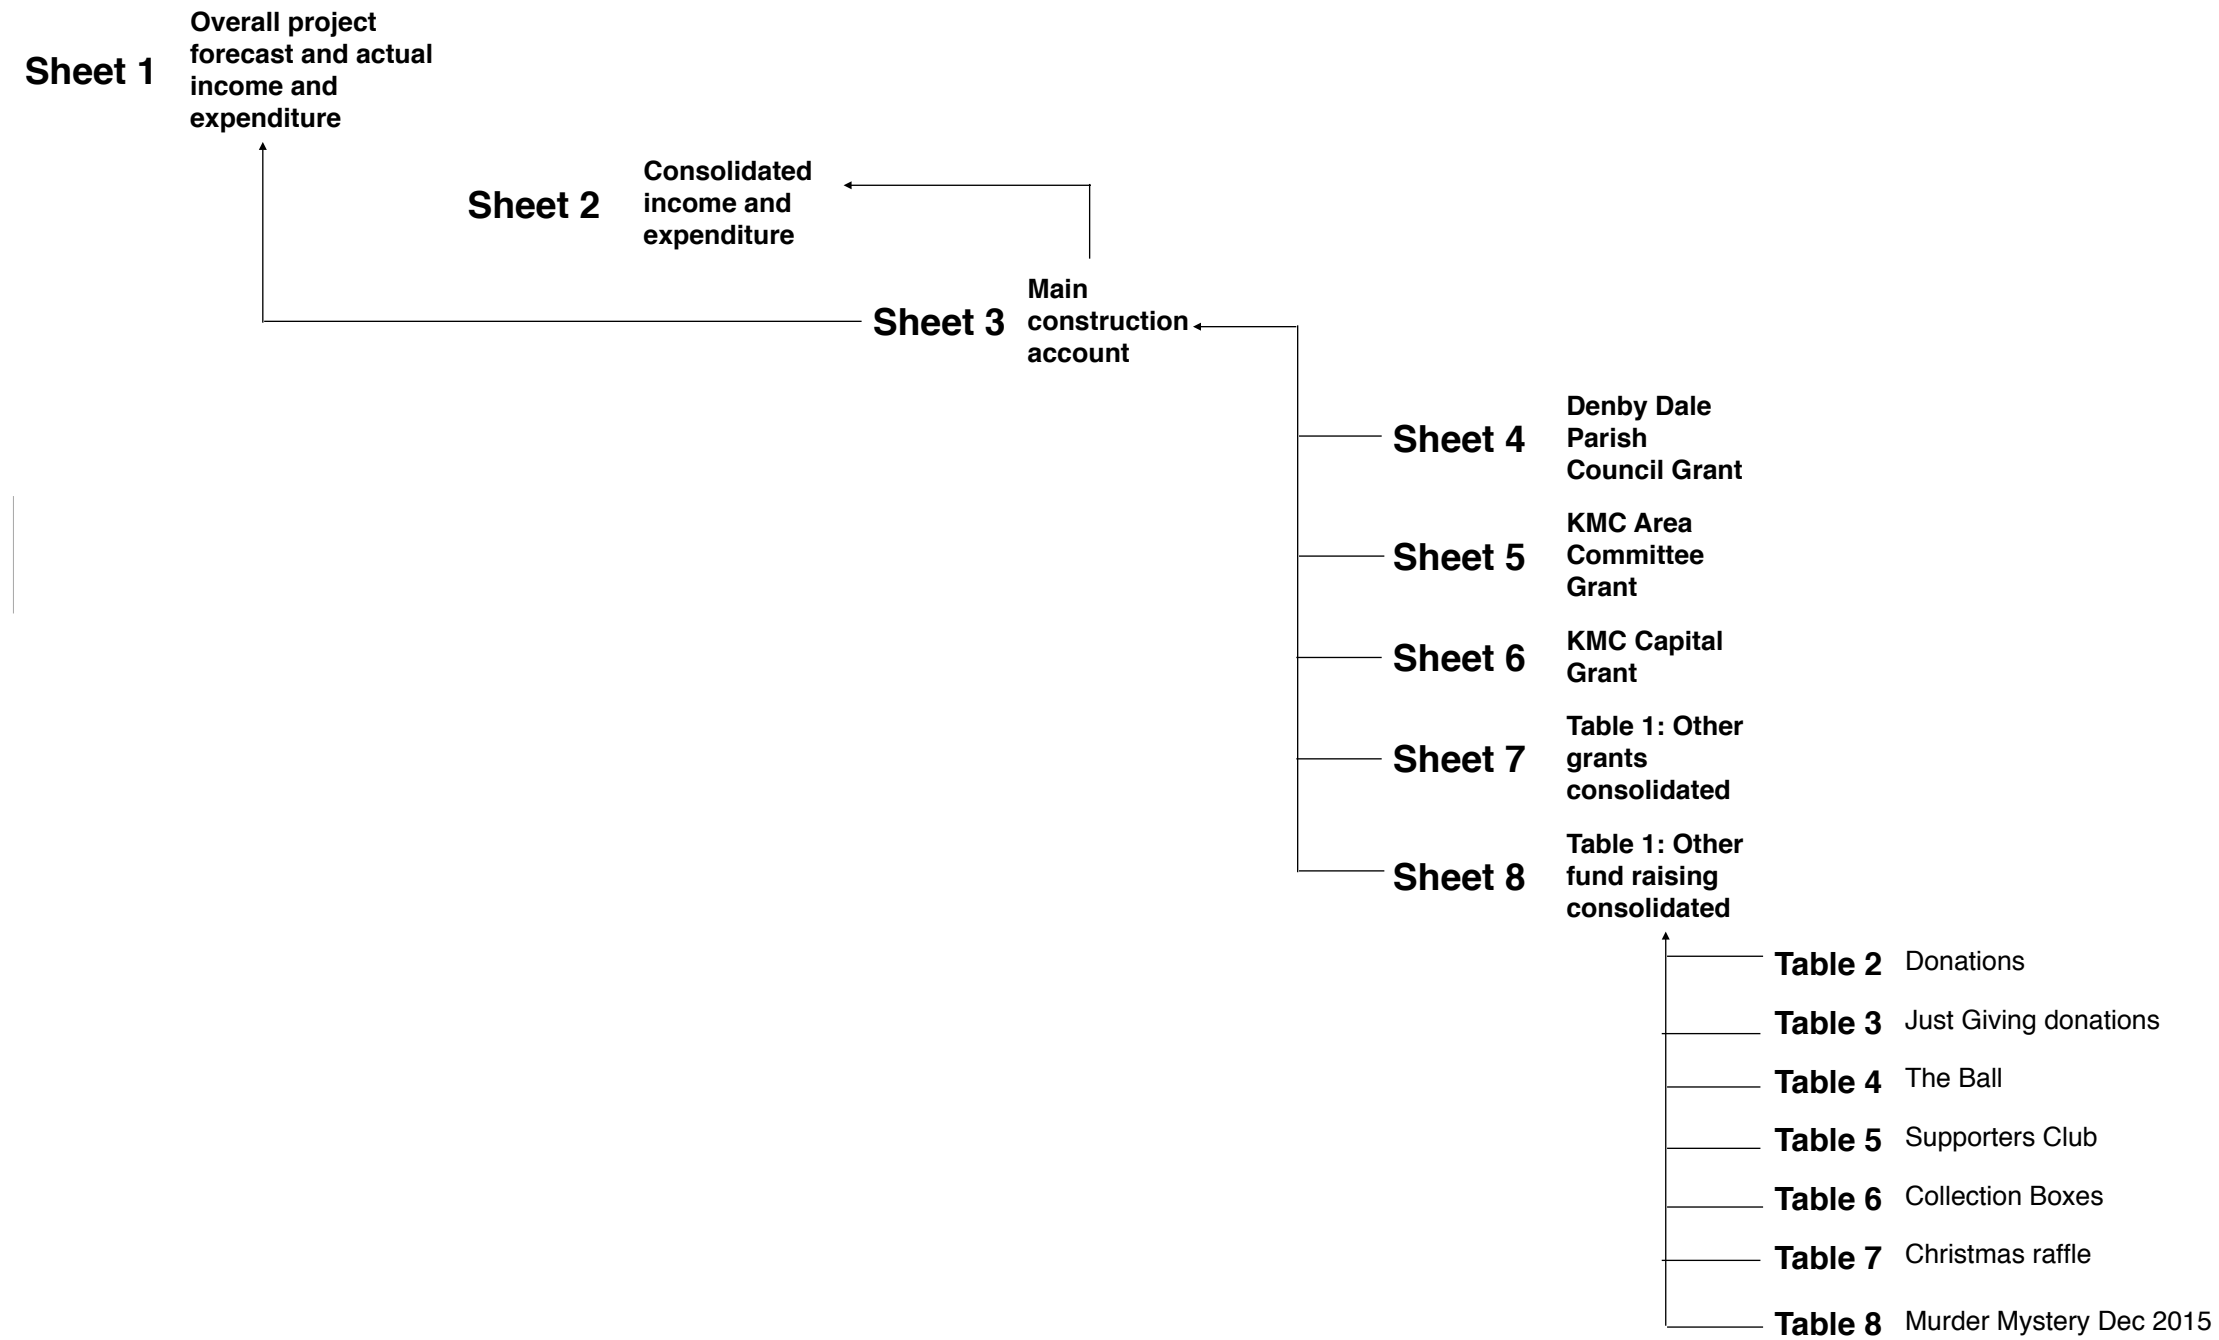 Sheet 1
Overall project
forecast and actual
income and
expenditure
Sheet 2
Consolidated
income and
expenditure
Sheet 3
Main
construction
account
Sheet 4
Denby Dale
Parish
Council Grant
Sheet 5
KMC Area
Committee
Grant
Sheet 6
KMC Capital
Grant
Sheet 7
Table 1: Other
grants
consolidated
Sheet 8
Table 1: Other
fund raising
consolidated
Table 2 Donations
Table 3 Just Giving donations
Table 4 The Ball
Table 5 Supporters Club
Table 6 Collection Boxes
Table 7 Christmas raffle
Table 8 Murder Mystery Dec 2015